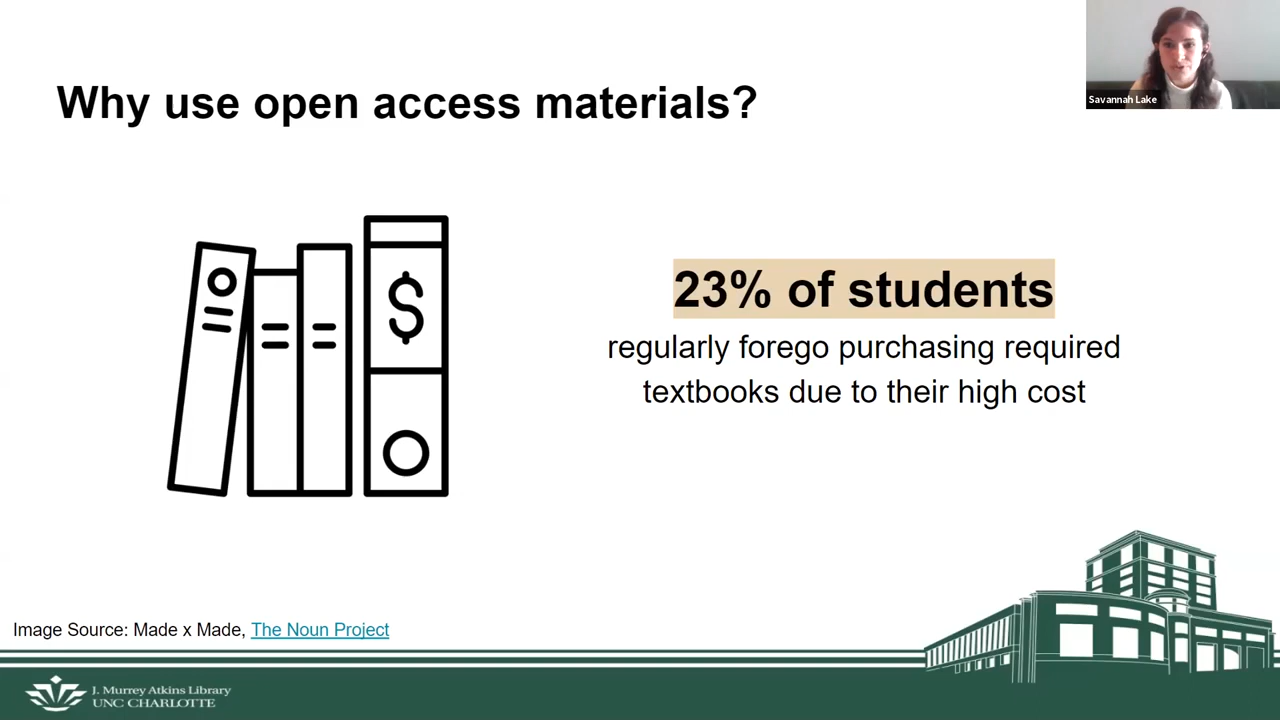 Why use open access materials?
Savannah Lake
$
23% of students
regularly forego purchasing required
textbooks due to their high cost
Image Source: Made x Made, The Noun Project
J. Murrey Atkins Library
UNC CHARLOTTE